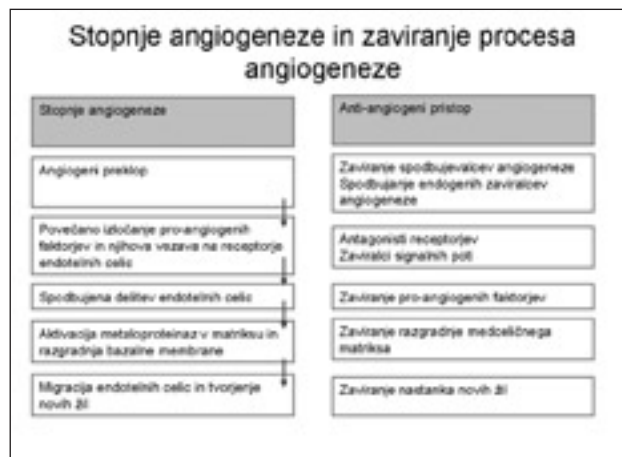 Stopnje angiogeneze in zaviranje procesa
angiogeneze
Stopnje angiogeneze
Angiogeni preklop
Povečano izločanje pro-angiogenih
faktorjev in njihova vezava na receptorje
endotelnih celic
Spodbujena delitev endotelnih celic
Aktivacija metaloproteinaz v matriksu in
razgradnja bazalne membrane
Migracija endotelnih celic in tvorjenje
novih žil
Anti-angiogeni pristop
Zaviranje spodbujevalcev angiogeneze
Spodbujanje endogenih zaviralcev
angiogeneze
Antagonisti receptorjev
Zaviralci signalnih poti
Zaviranje pro-angiogenih faktorjev
Zaviranje razgradnje medceličnega
matriksa
Zaviranje nastanka novih žil